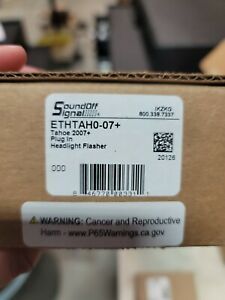 SoundOff
Signal
IKZKG
800.338.7337
ETHTAH0-07+
Tahoe 2007+
Plug In
Headlight Flasher
000
20126
WARNING: Cancer and Reproductive
Harm - www.P65Warnings.ca.gov